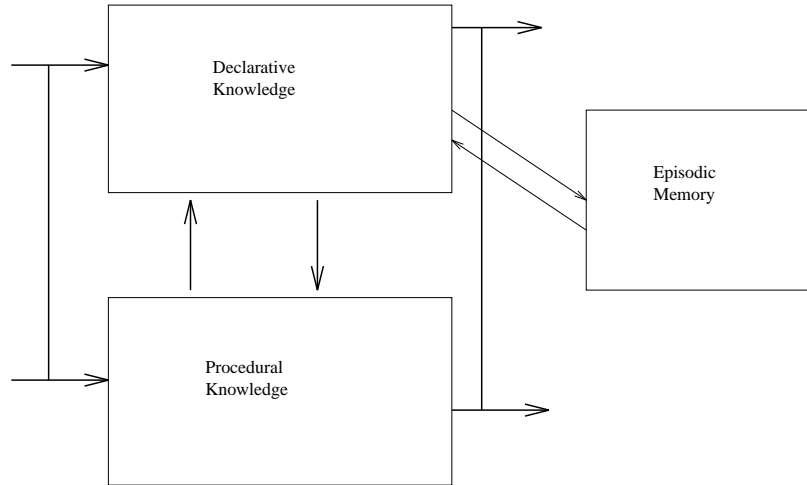 Declarative
Knowledge
Episodic
Memory
Procedural
Knowledge